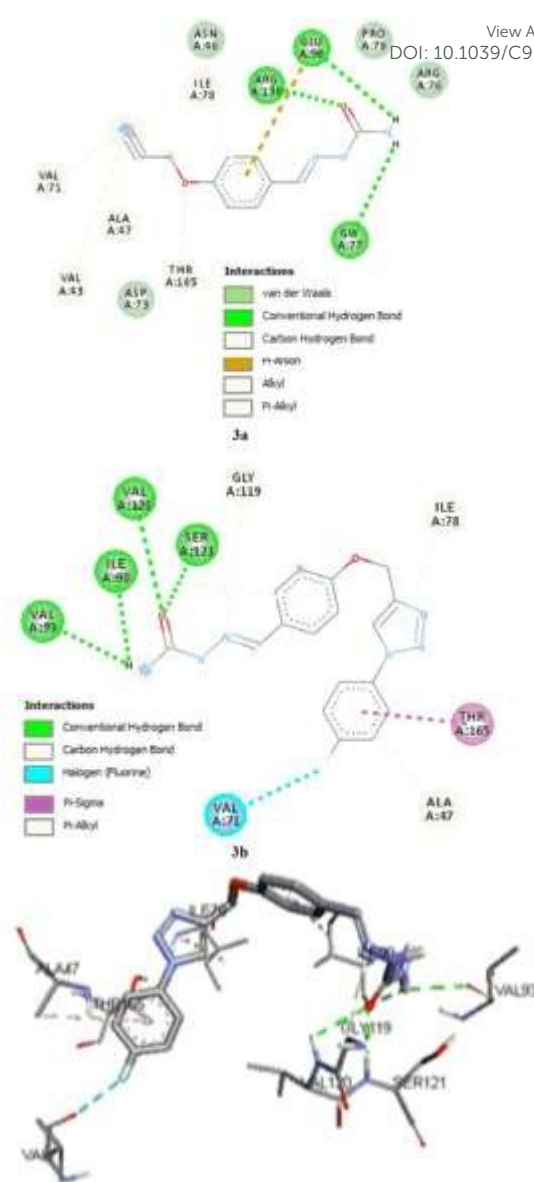 View A
DOI: 10.1039/C9
ASN
A:46
GLU
PRO
A:79
ARG
A:76
ILE
A:78
ARG
VAL
A:71
ALA
A:47
VAL
A:43
ASP
A:73
THR
A:165
A:77
Interactions
van der Waals
Conventional Hydrogen Bond
Carbon Hydrogen Bond
Pi-Anion
Alkyl
Pi-Alkyl
3a
GLY
A:119
VAL
A:120
ILE
A:78
SER
A:121
ILE
A:90
VAL
A:93
Interactions
Conventional Hydrogen Bond
Carbon Hydrogen Bond
Halogen (Fluorine)
Pi-Sigma
Pi-Alkyl
THR
A:165
VAL
A:71
ALA
A:47
3b
ALA47
VAL93
GLY119
VAL120
SER121